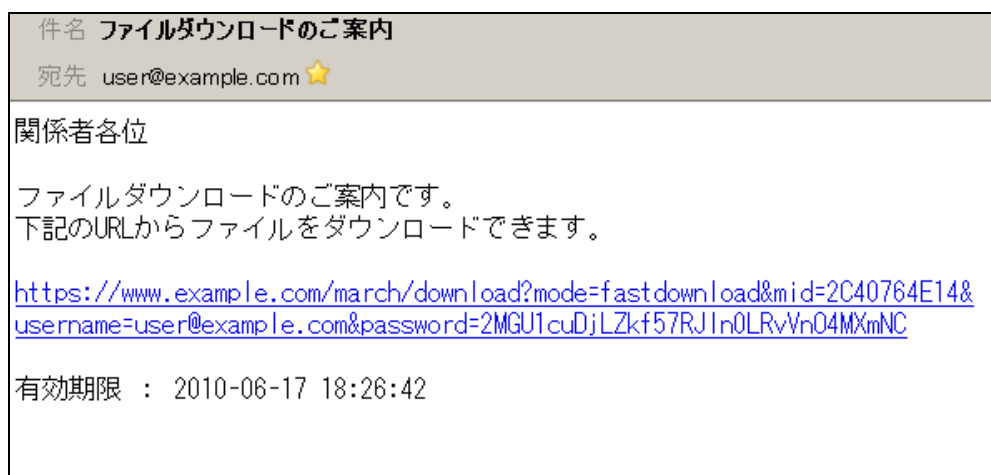 件名 ファイルダウンロードのご案内
宛先 user@example.com
関係者各位
ファイルダウンロードのご案内です。
下記のURLからファイルをダウンロードできます。
https://www.example.com/march/download?mode=fastdownload&mid=2C40764E14&
username=user@example.com&password=2MGU1cuDjLZkf57RJIn0LRvVn04MXmNC
有効期限 : 2010-06-17 18:26:42